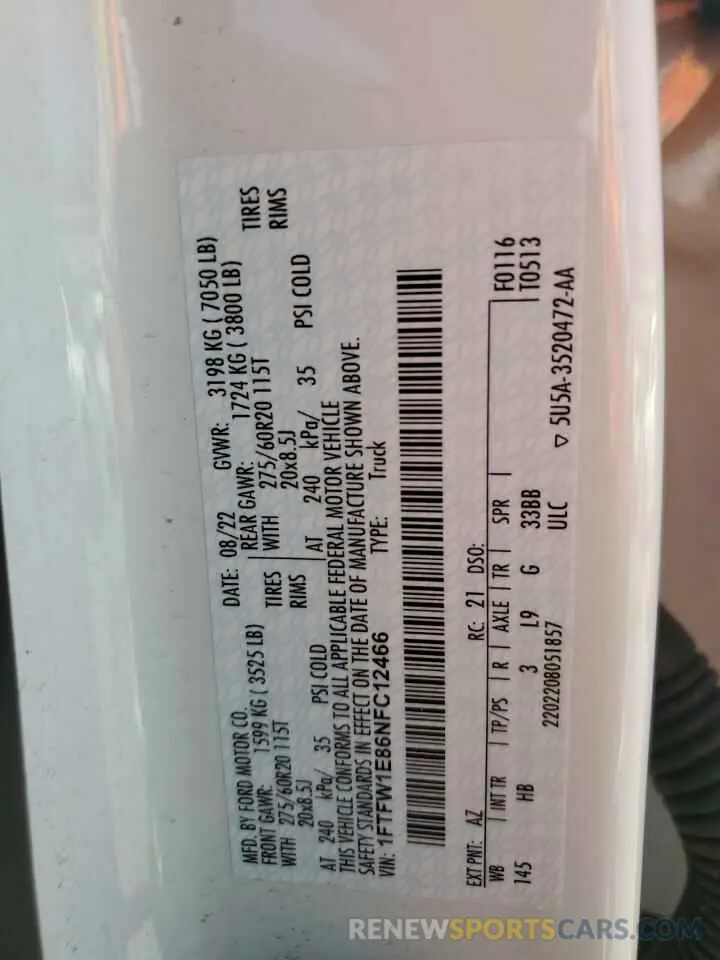 MFD. BY FORD MOTOR CO.
DATE: 08/22 GVWR: 3198 KG ( 7050 LB)
FRONT GAWR: 1599 KG ( 3525 LB) REAR GAWR: 1724 KG ( 3800 LB)
WITH 275/60R20 115T TIRES WITH 275/60R20 115T TIRES
20x8.5J RIMS 20x8.5J RIMS
AT 240 kPa/ 35 PSI COLD AT 240 kPa/ 35 PSI COLD
THIS VEHICLE CONFORMS TO ALL APPLICABLE FEDERAL MOTOR VEHICLE
SAFETY STANDARDS IN EFFECT ON THE DATE OF MANUFACTURE SHOWN ABOVE.
VIN: 1FTFW1E86NFC12466 TYPE: Truck
EXT PNT: AZ RC: 21 DSO:
WB INT TR TP/PS R AXLE TR SPR F0116
145 HB 3 L9 G 33BB T0513
2202208051857 ULC ▽ 5U5A-3520472-AA
RENEWSPORTSCARS.COM